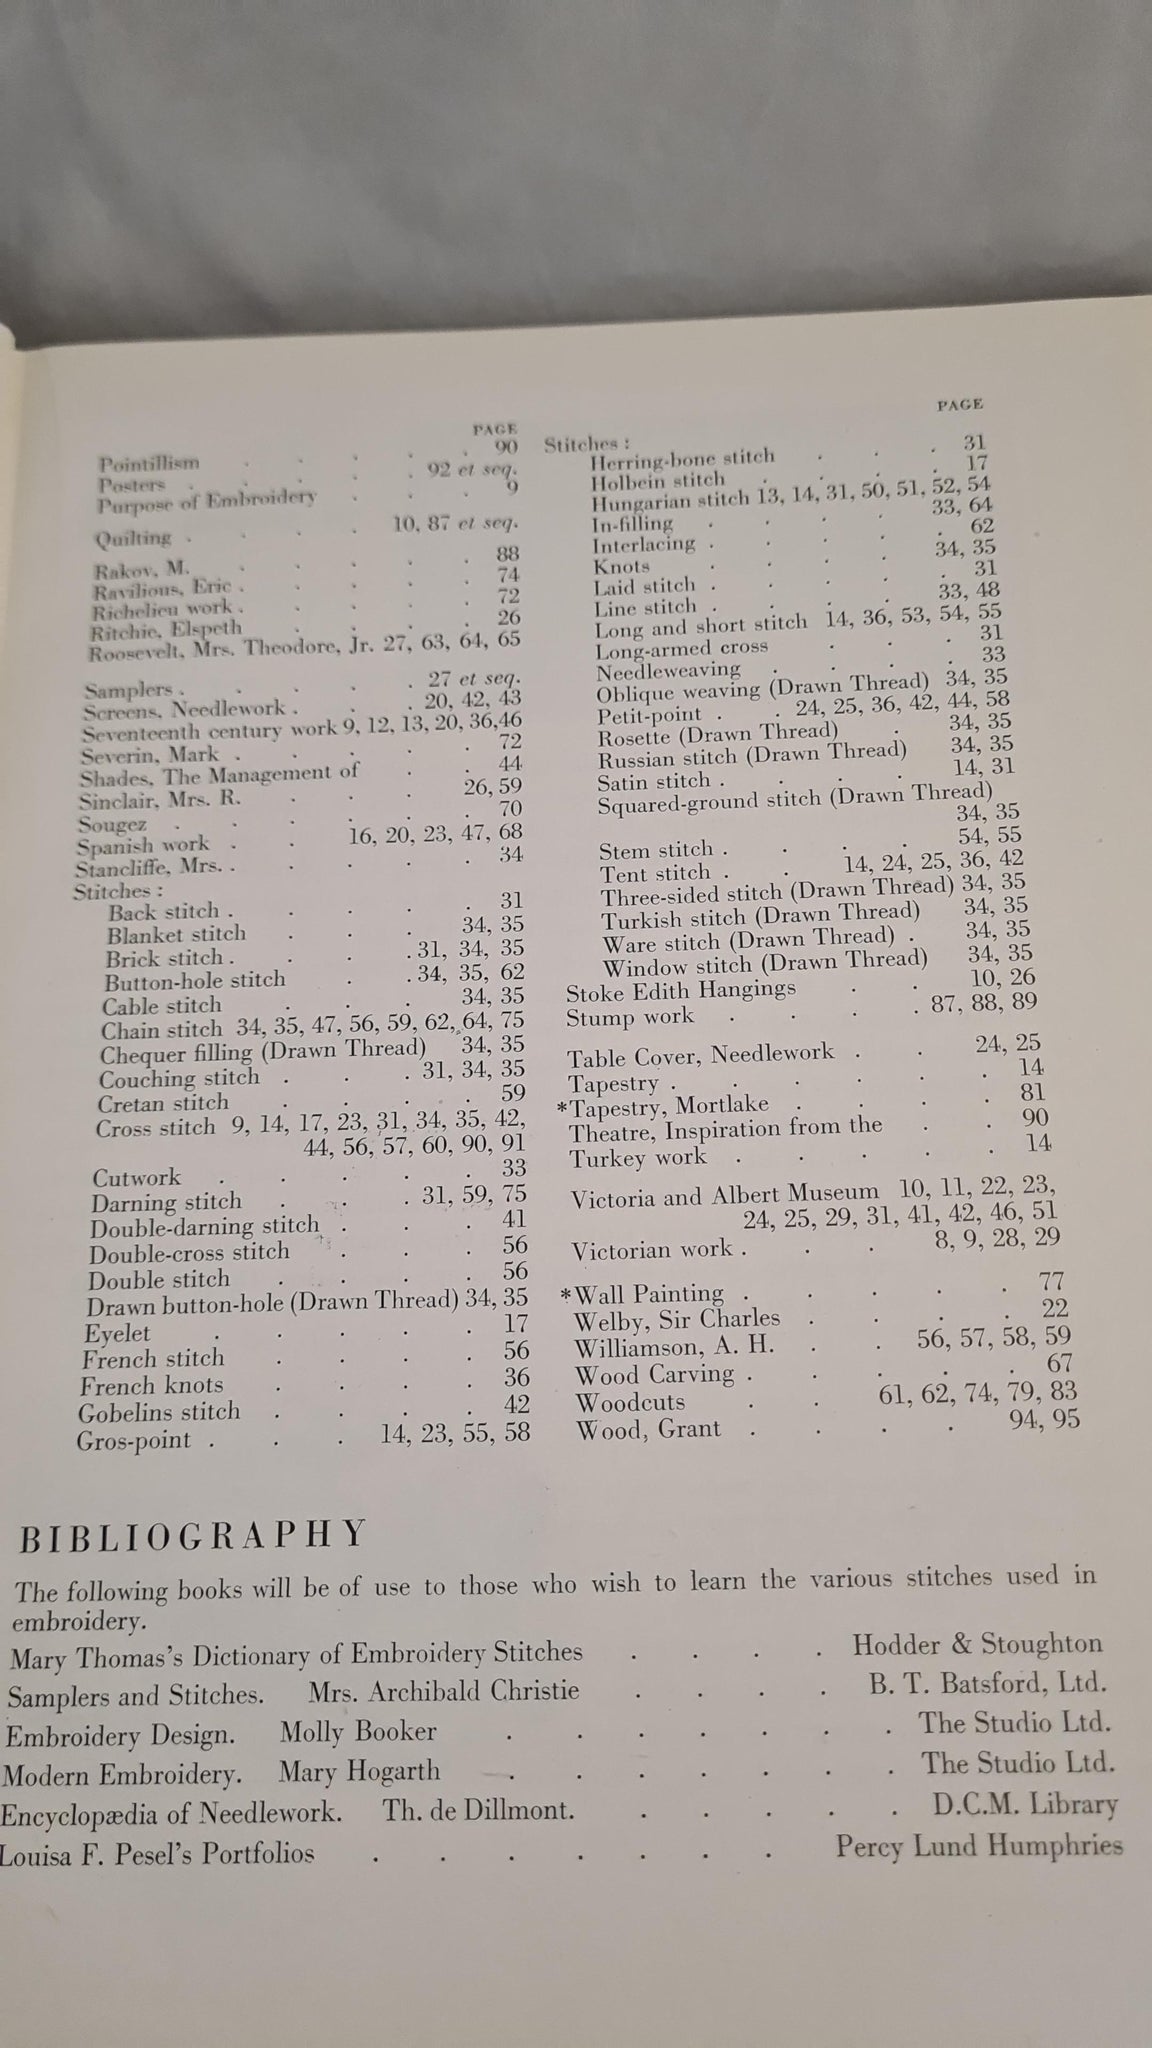 PAGE
Pointillism . . . . . 90
Posters . . . . . 92 et seq.
Purpose of Embroidery . . . 9
Quilting . . . . 10, 87 et seq.
Rakov, M. . . . . . 88
Ravilious, Eric . . . . . 74
Richelieu work . . . . . 72
Ritchie, Elspeth . . . . 26
Roosevelt, Mrs. Theodore, Jr. 27, 63, 64, 65
Samplers . . . . . 27 et seq.
Screens, Needlework . . . 20, 42, 43
Seventeenth century work 9, 12, 13, 20, 36, 46
Severin, Mark . . . . . 72
Shades, The Management of . . 44
Sinclair, Mrs. R. . . . 26, 59
Sougez . . . . . 70
Spanish work . . 16, 20, 23, 47, 68
Stancliffe, Mrs. . . . . . 34
Stitches :
Back stitch . . . . . 31
Blanket stitch . . . 34, 35
Brick stitch . . . . 31, 34, 35
Button-hole stitch . . 34, 35, 62
Cable stitch . . . 34, 35
Chain stitch 34, 35, 47, 56, 59, 62, 64, 75
Chequer filling (Drawn Thread) 34, 35
Couching stitch . . . 31, 34, 35
Cretan stitch . . . . 59
Cross stitch 9, 14, 17, 23, 31, 34, 35, 42,
44, 56, 57, 60, 90, 91
Cutwork . . . . . 33
Darning stitch . . . 31, 59, 75
Double-darning stitch . . . 41
Double-cross stitch . . . 56
Double stitch . . . . 56
Drawn button-hole (Drawn Thread) 34, 35
Eyelet . . . . . 17
French stitch . . . . 56
French knots . . . . 36
Gobelins stitch . . . . 42
Gros-point . . . 14, 23, 55, 58
PAGE
Stitches :
Herring-bone stitch . . . 31
Holbein stitch . . . . 17
Hungarian stitch 13, 14, 31, 50, 51, 52, 54
In-filling . . . . 33, 64
Interlacing . . . . . 62
Knots . . . . 34, 35
Laid stitch . . . . . 31
Line stitch . . . . 33, 48
Long and short stitch 14, 36, 53, 54, 55
Long-armed cross . . . 31
Needleweaving . . . . 33
Oblique weaving (Drawn Thread) 34, 35
Petit-point . . 24, 25, 36, 42, 44, 58
Rosette (Drawn Thread) . 34, 35
Russian stitch (Drawn Thread) 34, 35
Satin stitch . . . . 14, 31
Squared-ground stitch (Drawn Thread)
34, 35
Stem stitch . . . . 54, 55
Tent stitch . . 14, 24, 25, 36, 42
Three-sided stitch (Drawn Thread) 34, 35
Turkish stitch (Drawn Thread) 34, 35
Ware stitch (Drawn Thread) . 34, 35
Window stitch (Drawn Thread) 34, 35
Stoke Edith Hangings . . 10, 26
Stump work . . . . 87, 88, 89
Table Cover, Needlework . . 24, 25
Tapestry . . . . . . 14
*Tapestry, Mortlake . . . . 81
Theatre, Inspiration from the . . 90
Turkey work . . . . . 14
Victoria and Albert Museum 10, 11, 22, 23,
24, 25, 29, 31, 41, 42, 46, 51
Victorian work . . . 8, 9, 28, 29
*Wall Painting . . . . . 77
Welby, Sir Charles . . . . 22
Williamson, A. H. . . 56, 57, 58, 59
Wood Carving . . . . . 67
Woodcuts . . 61, 62, 74, 79, 83
Wood, Grant . . . . 94, 95
BIBLIOGRAPHY
The following books will be of use to those who wish to learn the various stitches used in
embroidery.
Mary Thomas's Dictionary of Embroidery Stitches . . . . Hodder & Stoughton
Samplers and Stitches. Mrs. Archibald Christie . . . . B. T. Batsford, Ltd.
Embroidery Design. Molly Booker . . . . . . The Studio Ltd.
Modern Embroidery. Mary Hogarth . . . . . . The Studio Ltd.
Encyclopædia of Needlework. Th. de Dillmont. . . . . . D.C.M. Library
Louisa F. Pesel's Portfolios . . . . . . . Percy Lund Humphries